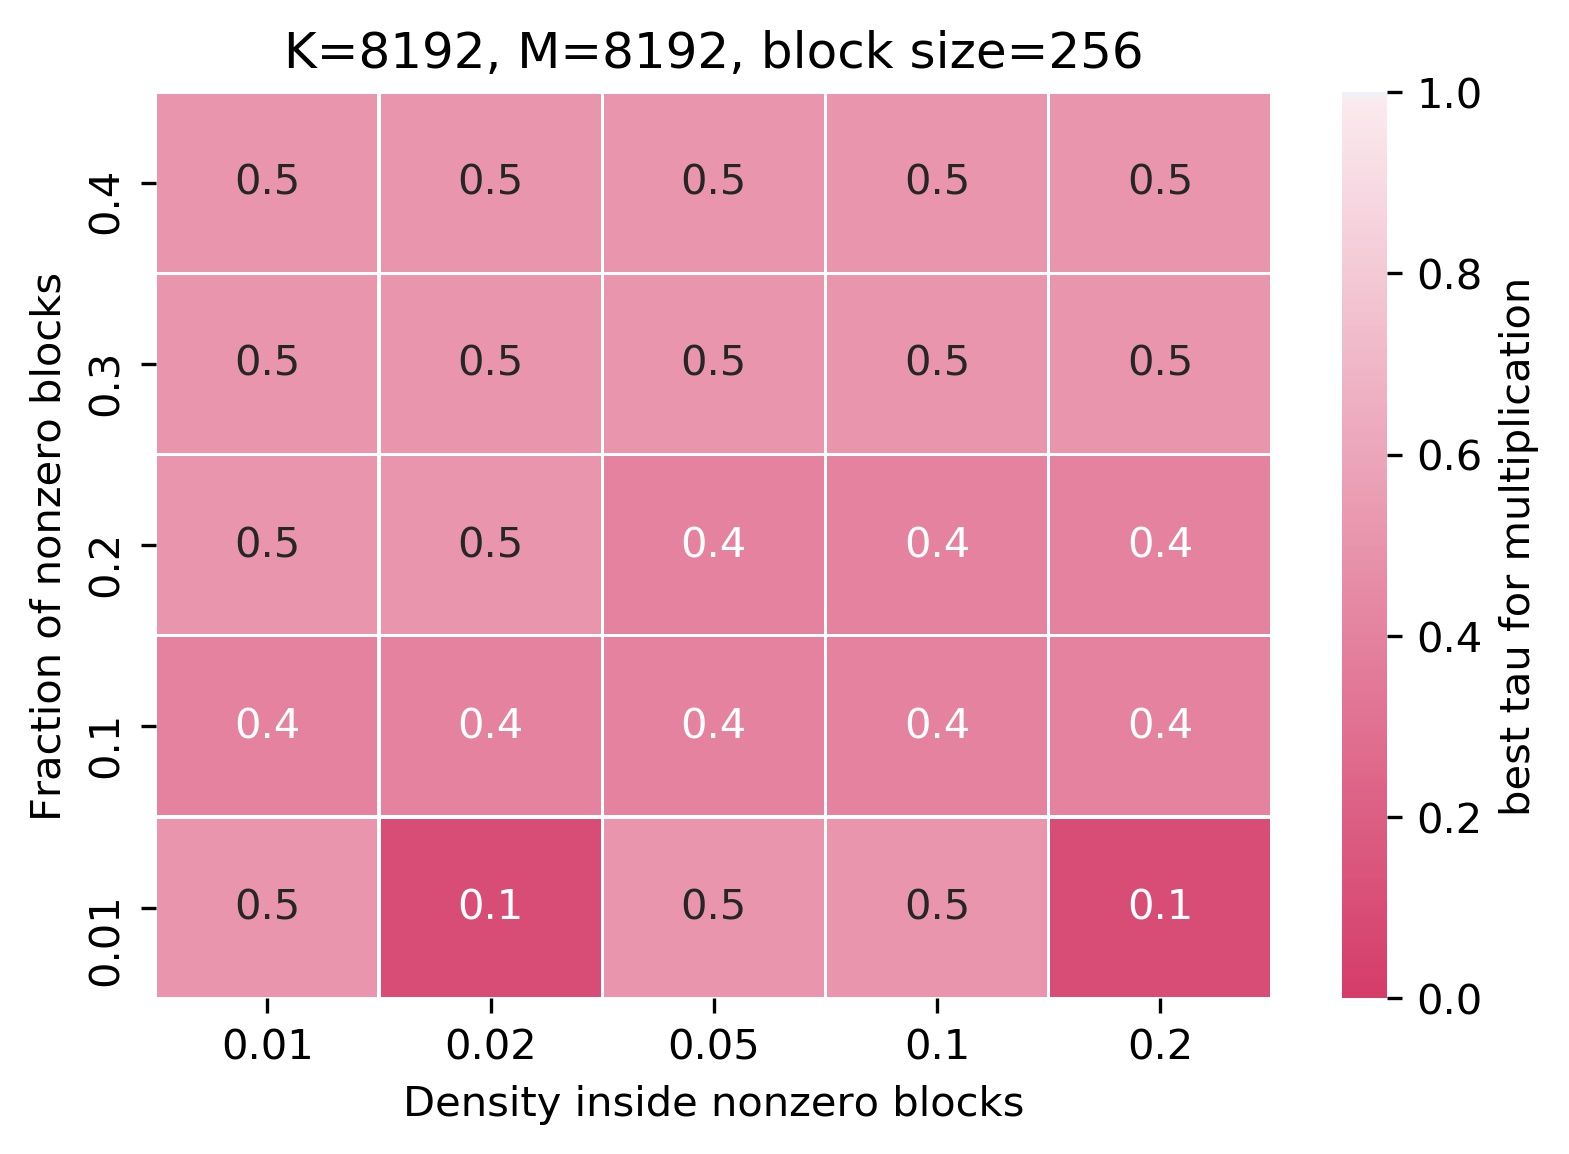 K=8192, M=8192, block size=256
Fraction of nonzero blocks
0.4 0.5 0.5 0.5 0.5 0.5
0.3 0.5 0.5 0.5 0.5 0.5
0.2 0.5 0.5 0.4 0.4 0.4
0.1 0.4 0.4 0.4 0.4 0.4
0.01 0.5 0.1 0.5 0.5 0.1
0.01 0.02 0.05 0.1 0.2
Density inside nonzero blocks
1.0
0.8
0.6
0.4
0.2
0.0
best tau for multiplication